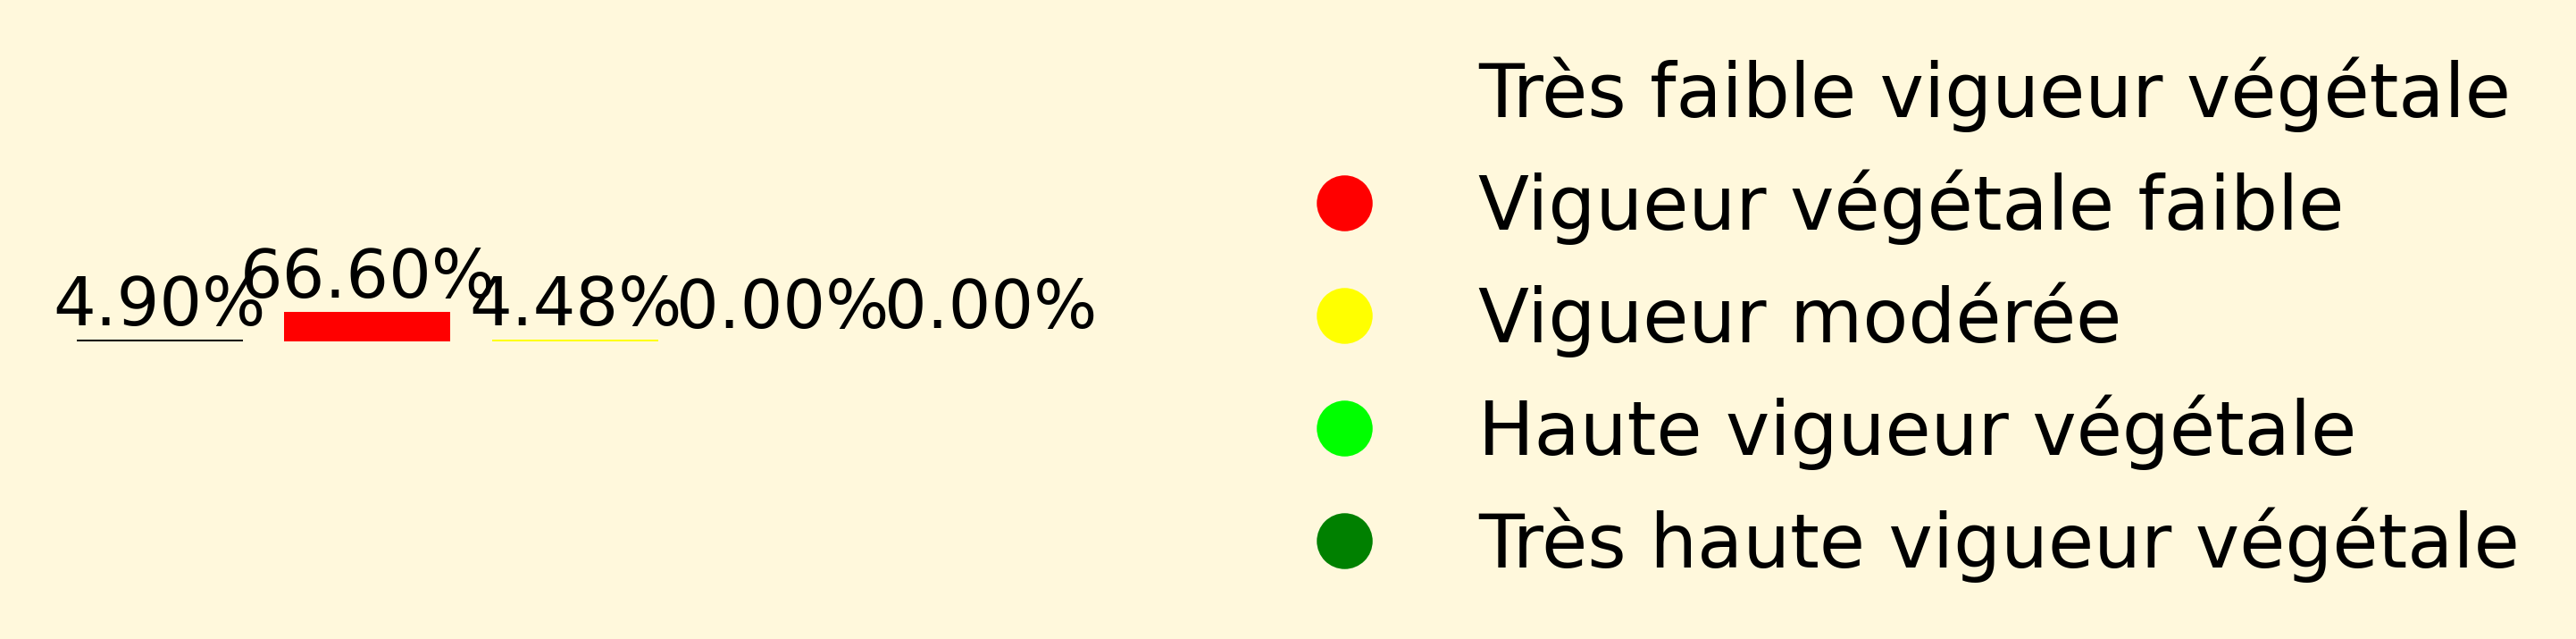 4.90% 66.60% 4.48% 0.00% 0.00%
Très faible vigueur végétale
Vigueur végétale faible
Vigueur modérée
Haute vigueur végétale
Très haute vigueur végétale